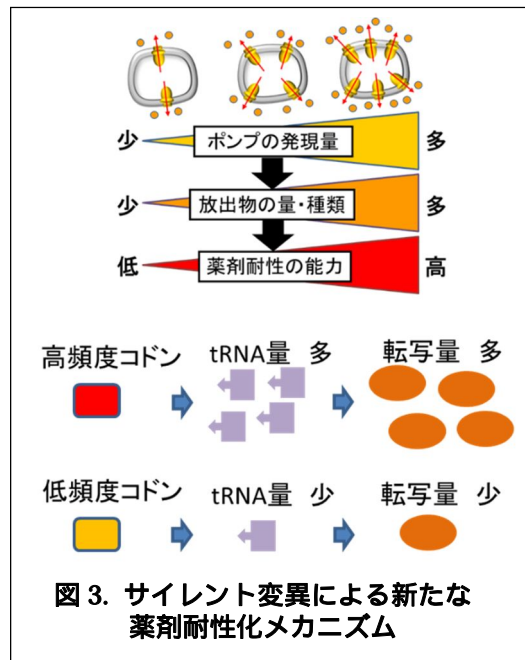 少 ポンプの発現量 多
少 放出物の量・種類 多
低 薬剤耐性の能力 高
高頻度コドン tRNA量 多 転写量 多
低頻度コドン tRNA量 少 転写量 少
図 3. サイレント変異による新たな
薬剤耐性化メカニズム